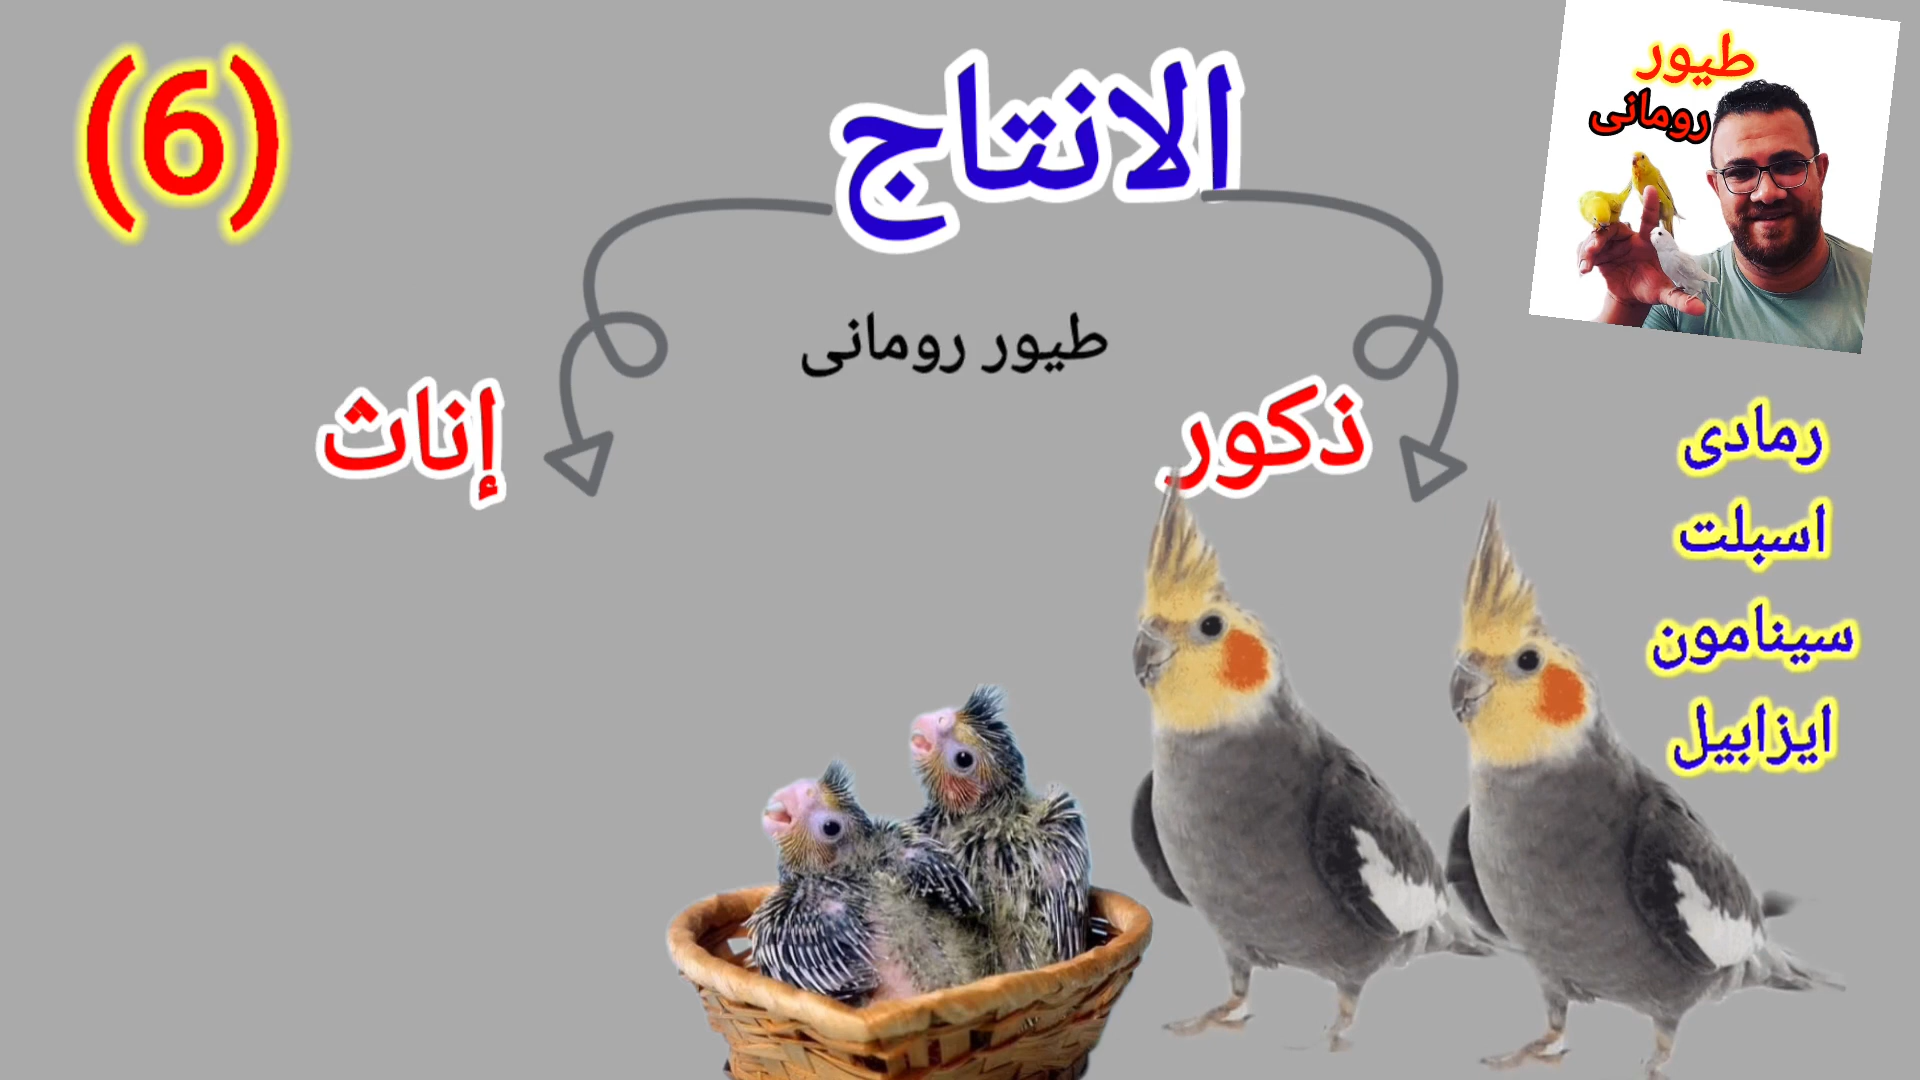 (6)
الانتاج
طيور
رومانى
طيور رومانى
ذكور
إناث
رمادى
اسبلت
سينامون
ايزابيل